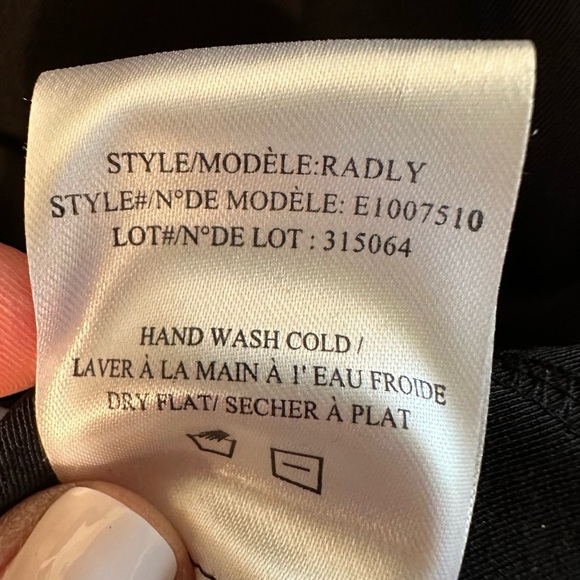 STYLE/MODÈLE:RADLY
STYLE#/N°DE MODÈLE: E1007510
LOT#/N°DE LOT : 315064
HAND WASH COLD /
LAVER À LA MAIN À l' EAU FROIDE
DRY FLAT/ SECHER À PLAT